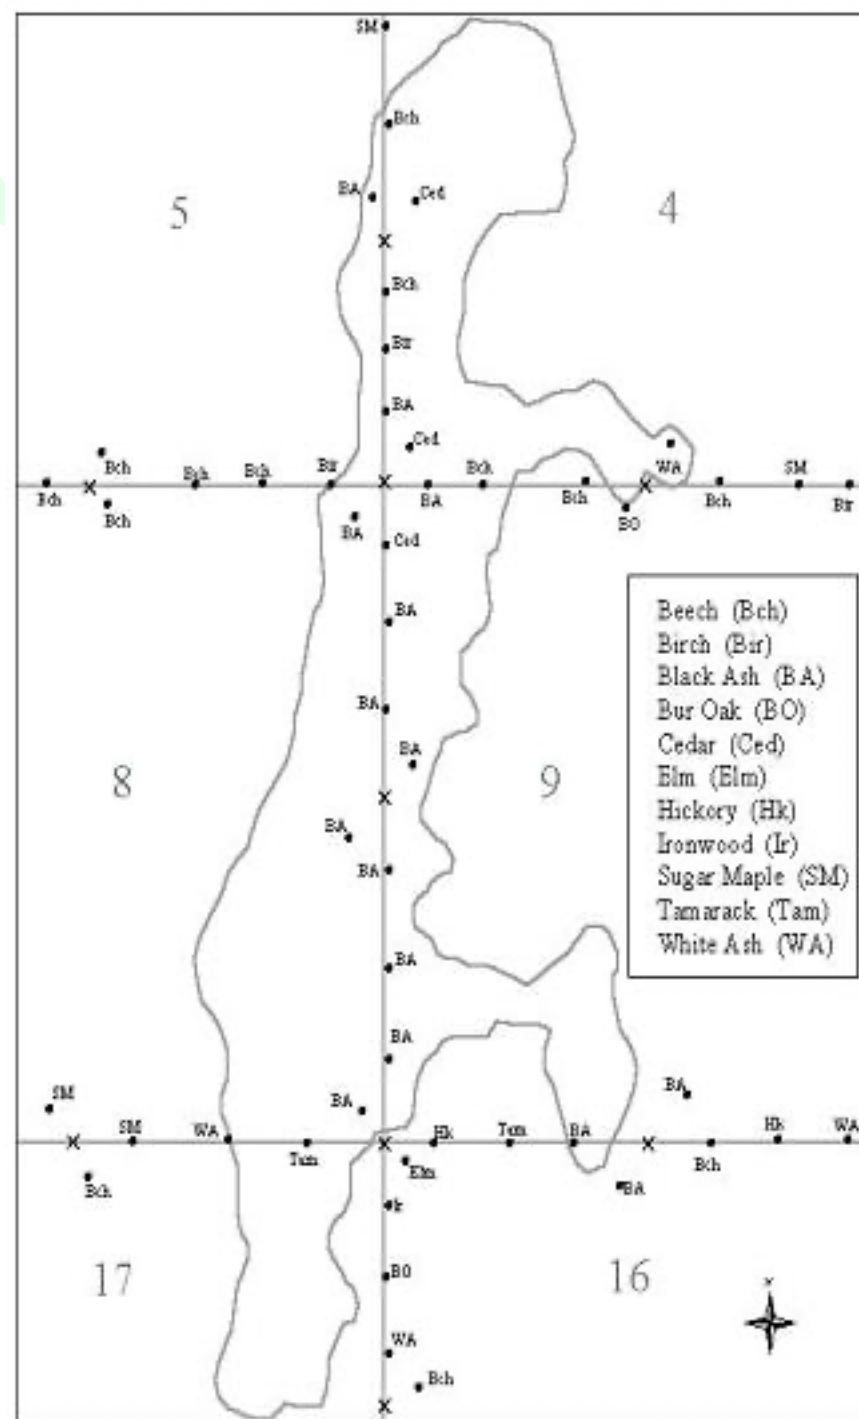 SM
Bch
BA
Ced
5
4
X
Bch
Bir
BA
Ced
Bch
Bch
Bch
Bir
Bch
WA
SM
Bch
X
X
BA
Bch
X
Bch
Bir
Bch
BA
BO
Ced
BA
Beech (Bch)
Birch (Bir)
Black Ash (BA)
Bur Oak (BO)
Cedar (Ced)
Elm (Elm)
Hickory (Hk)
Ironwood (Ir)
Sugar Maple (SM)
Tamarack (Tam)
White Ash (WA)
BA
BA
8
9
X
BA
BA
BA
BA
SM
BA
BA
X
SM
WA
Tam
X
Hk
Tam
BA
X
Bch
Hk
WA
Bch
Elm
BA
Ir
17
16
BO
WA
Bch
X